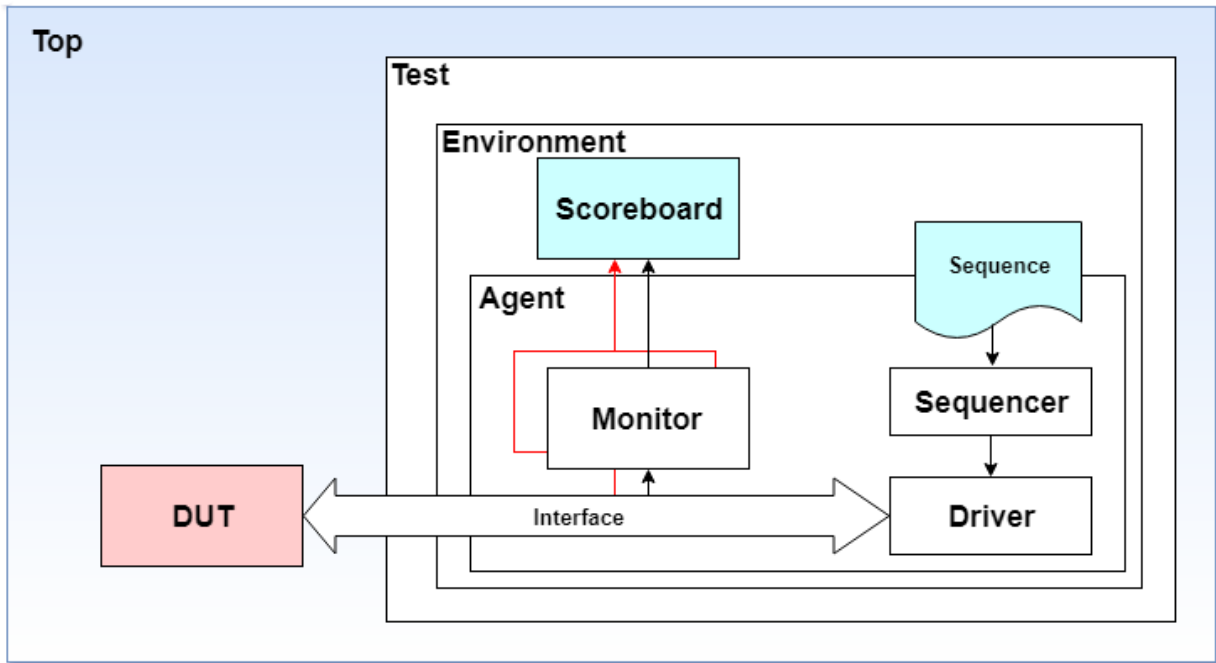 Top
Test
Environment
Scoreboard
Sequence
Agent
Monitor
Sequencer
DUT
Interface
Driver